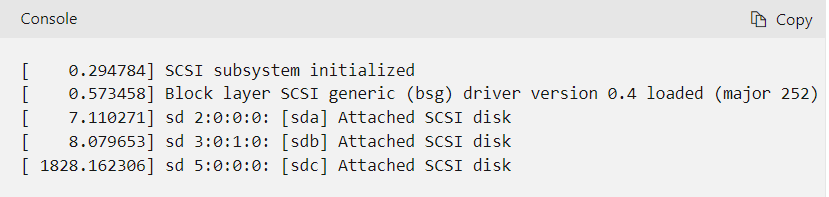 Console
Copy
[    0.294784] SCSI subsystem initialized
[    0.573458] Block layer SCSI generic (bsg) driver version 0.4 loaded (major 252)
[    7.110271] sd 2:0:0:0: [sda] Attached SCSI disk
[    8.079653] sd 3:0:1:0: [sdb] Attached SCSI disk
[ 1828.162306] sd 5:0:0:0: [sdc] Attached SCSI disk